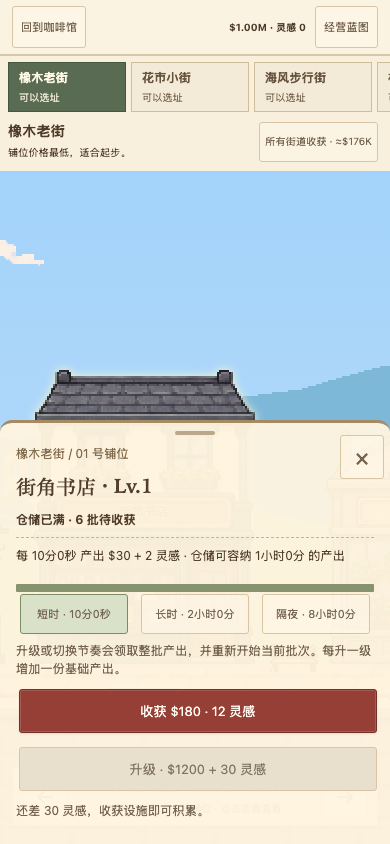 回到咖啡馆
$1.00M · 灵感 0
经营蓝图
橡木老街
可以选址
花市小街
可以选址
海风步行街
可以选址
橡木老街
铺位价格最低，适合起步。
所有街道收获 · ≈$176K
橡木老街 / 01 号铺位
×
街角书店 · Lv.1
仓储已满 · 6 批待收获
每 10分0秒 产出 $30 + 2 灵感 · 仓储可容纳 1小时0分 的产出
短时 · 10分0秒
长时 · 2小时0分
隔夜 · 8小时0分
升级或切换节奏会领取整批产出，并重新开始当前批次。每升一级
增加一份基础产出。
收获 $180 · 12 灵感
升级 · $1200 + 30 灵感
还差 30 灵感，收获设施即可积累。